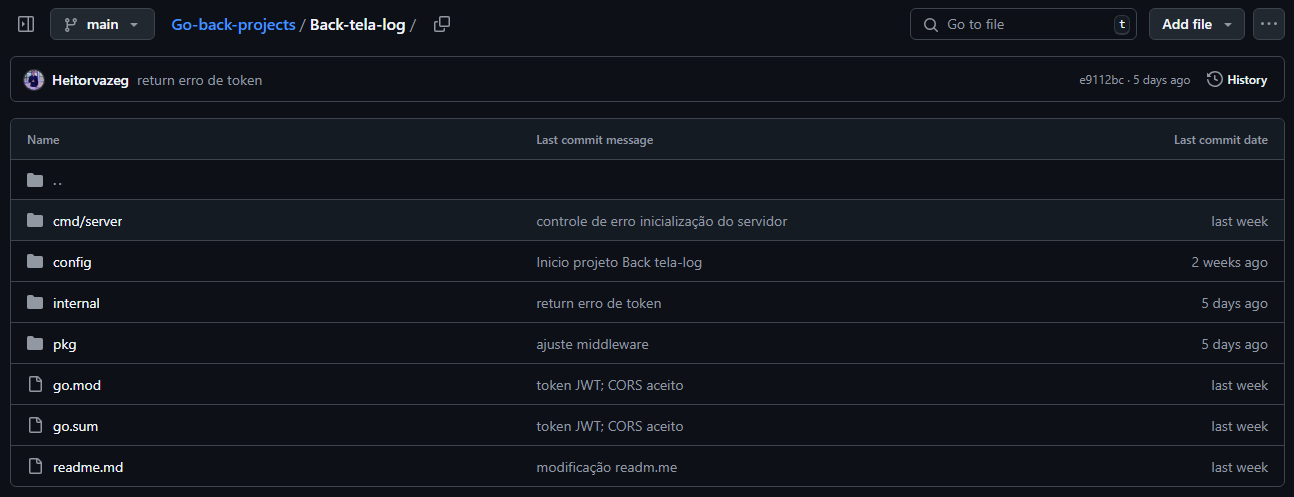 main Go-back-projects / Back-tela-log / Go to file t Add file ...
Heitorvazeg return erro de token e9112bc · 5 days ago History
Name Last commit message Last commit date
..
cmd/server controle de erro inicialização do servidor last week
config Inicio projeto Back tela-log 2 weeks ago
internal return erro de token 5 days ago
pkg ajuste middleware 5 days ago
go.mod token JWT; CORS aceito last week
go.sum token JWT; CORS aceito last week
readme.md modificação readm.me last week